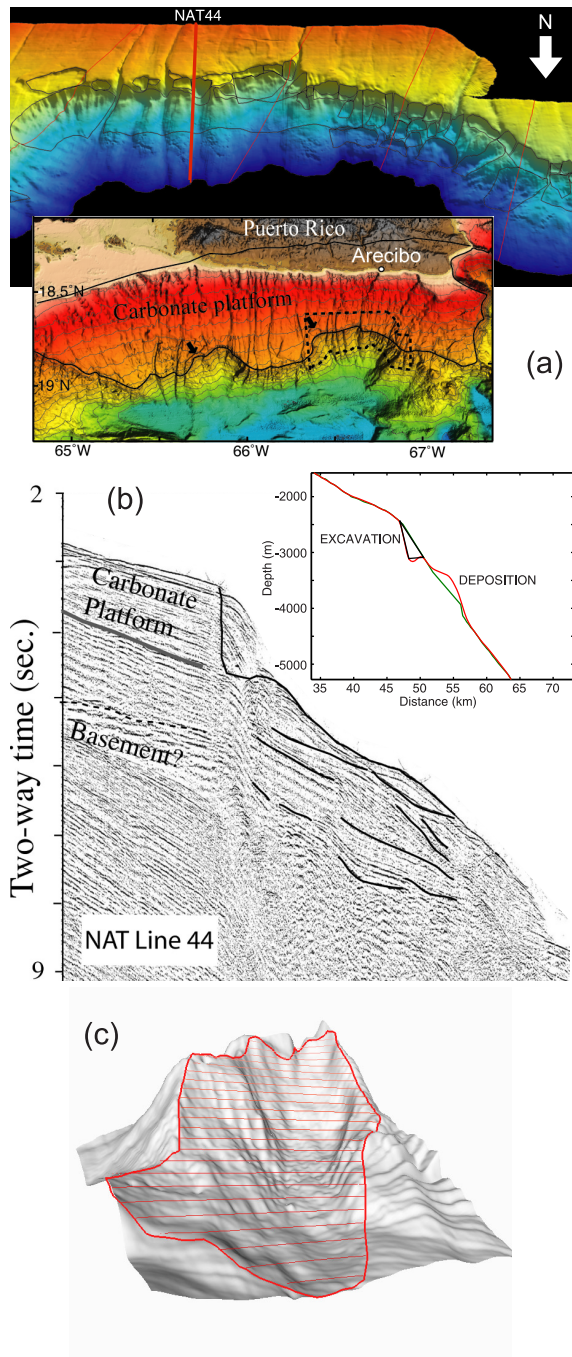 NAT44
N
Puerto Rico
Arecibo
18.5˚N
Carbonate platform
(a)
19 N
65˚W
66˚W
67˚W
2
(b)
-2000
EXCAVATION
-3000
DEPOSITION
Depth (m)
-4000
-5000
35 40 45 50 55 60 65 70
Distance (km)
Carbonate
Platform
Two-way time (sec.)
Basement?
NAT Line 44
9
(c)